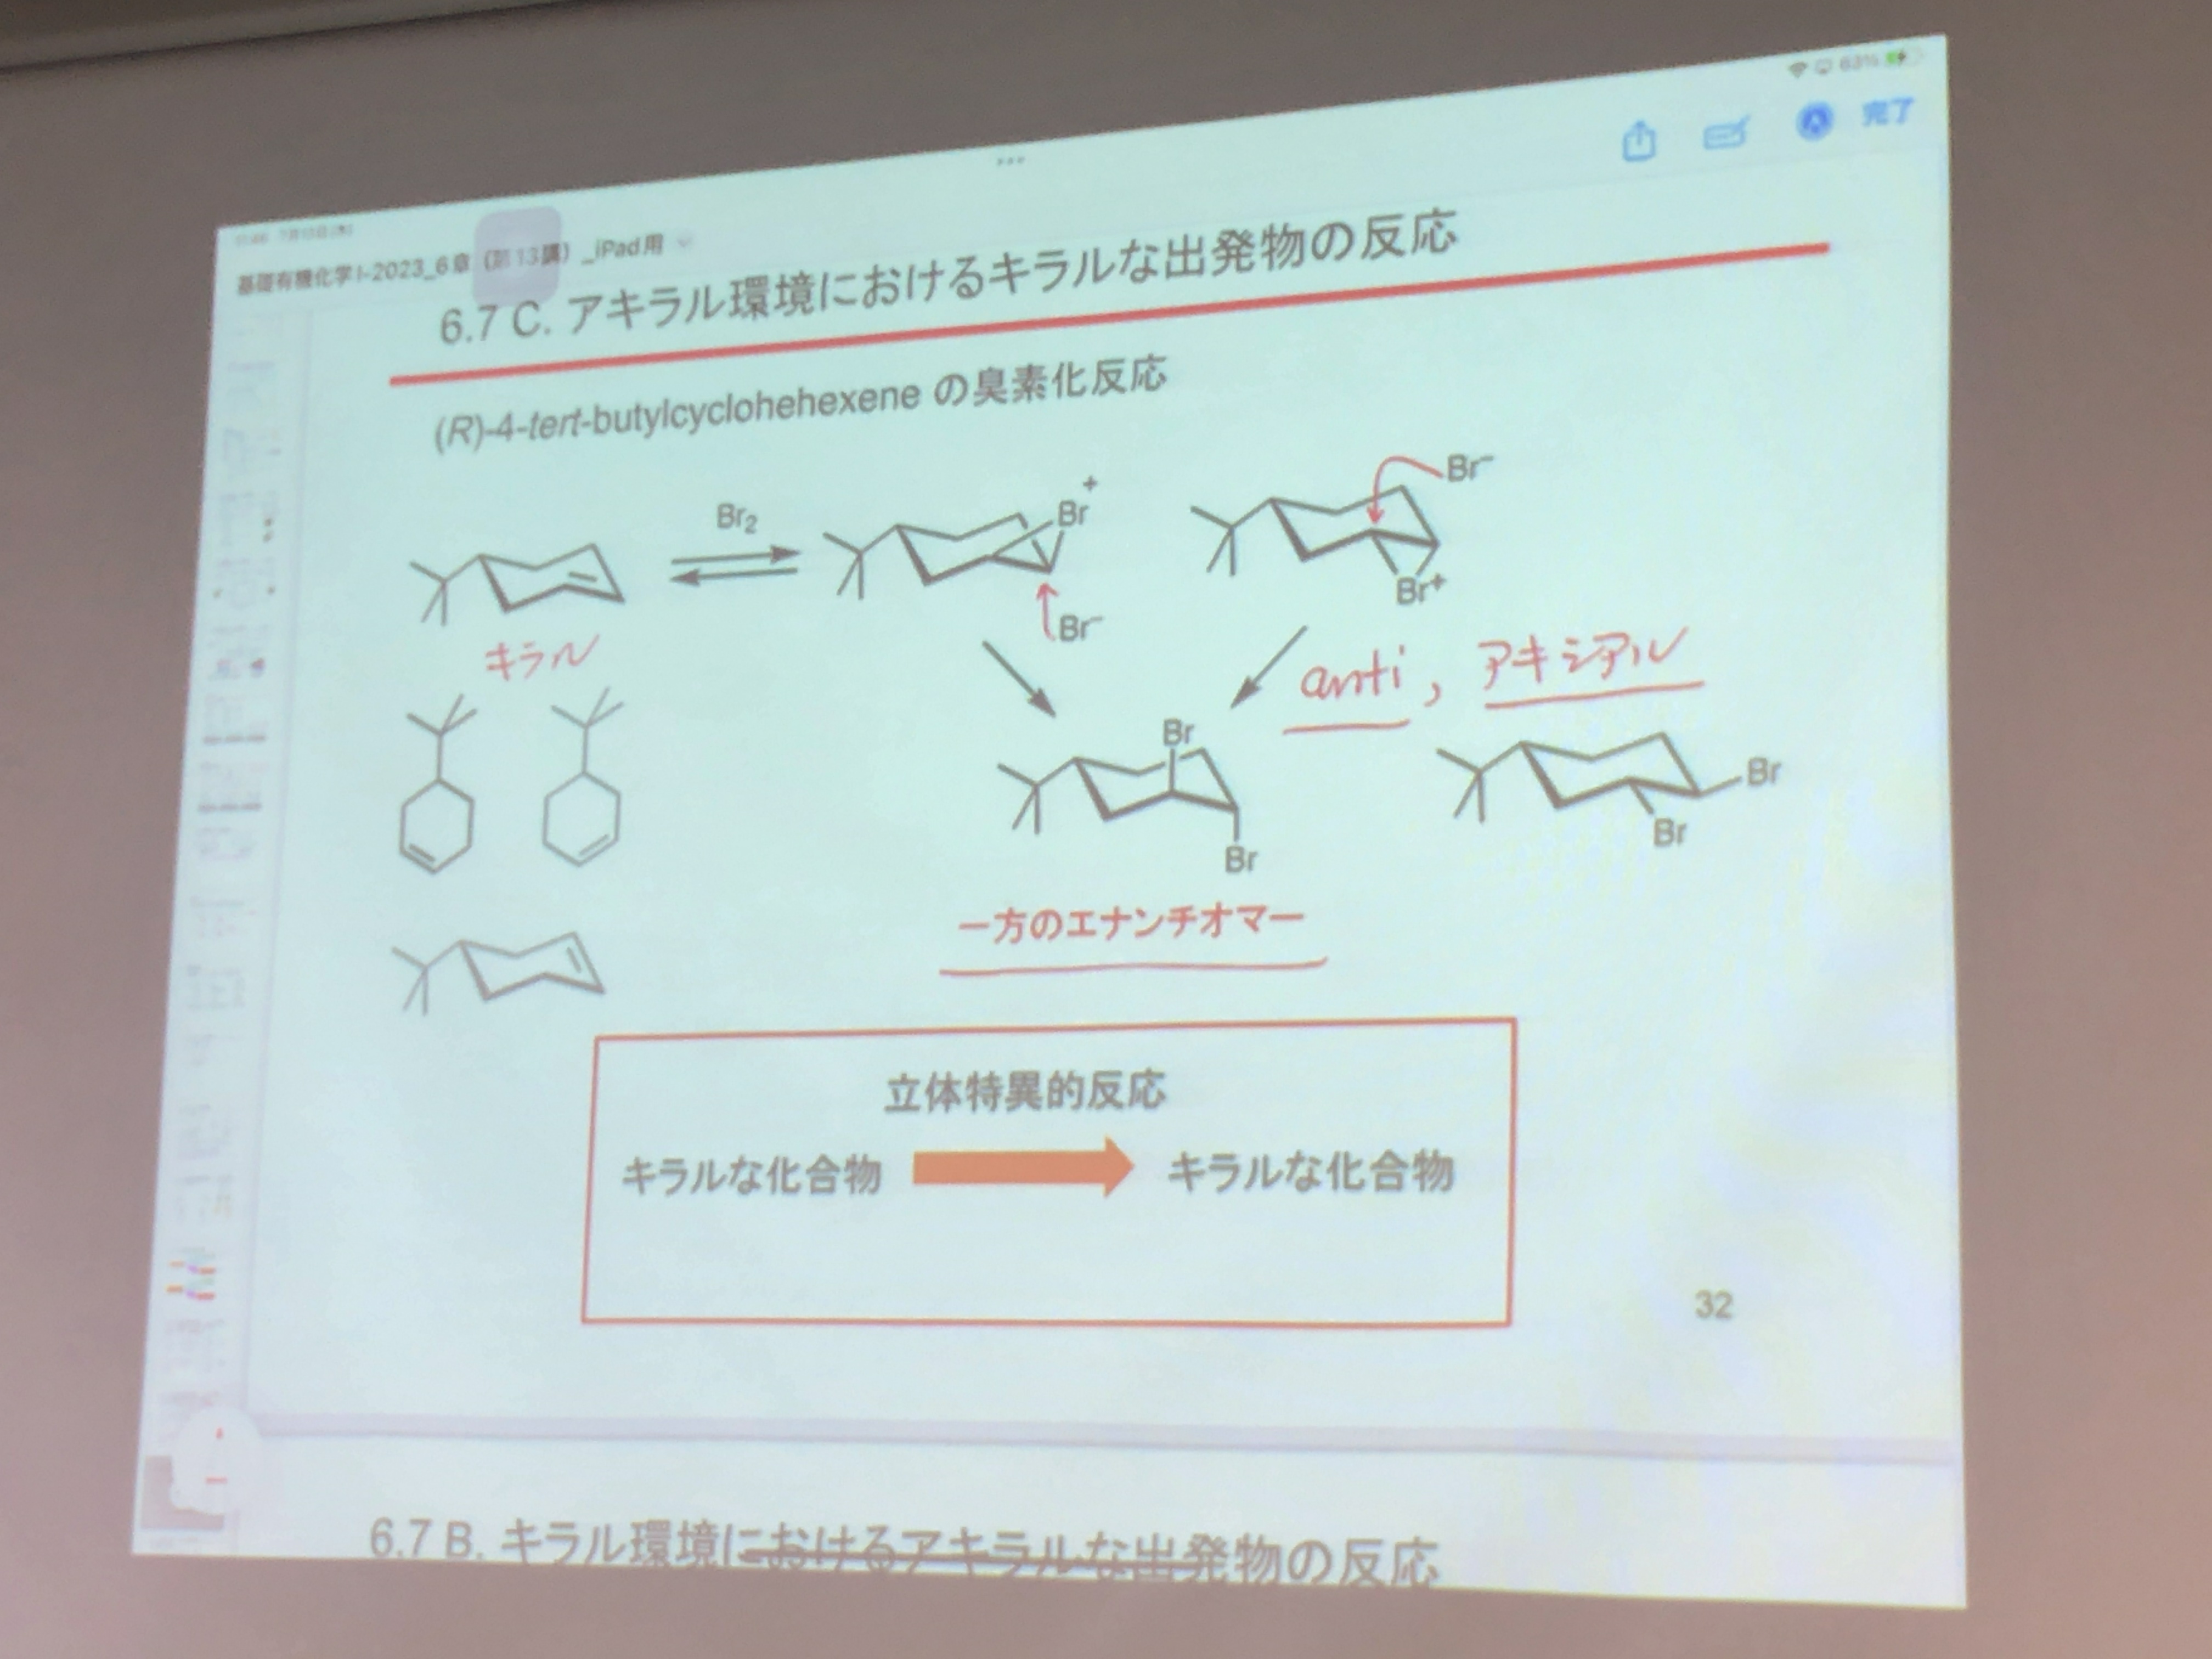 63%
完了
基礎有機化学I-2023_6章（第13講）_iPad用
6.7 C. アキラル環境におけるキラルな出発物の反応
(R)-4-tert-butylcyclohehexene の臭素化反応
Br2
Br+
Br-
Br-
Br+
キラル
anti, アキシアル
Br
Br
Br
Br
一方のエナンチオマー
立体特異的反応
キラルな化合物
キラルな化合物
32
6.7 B. キラル環境におけるアキラルな出発物の反応